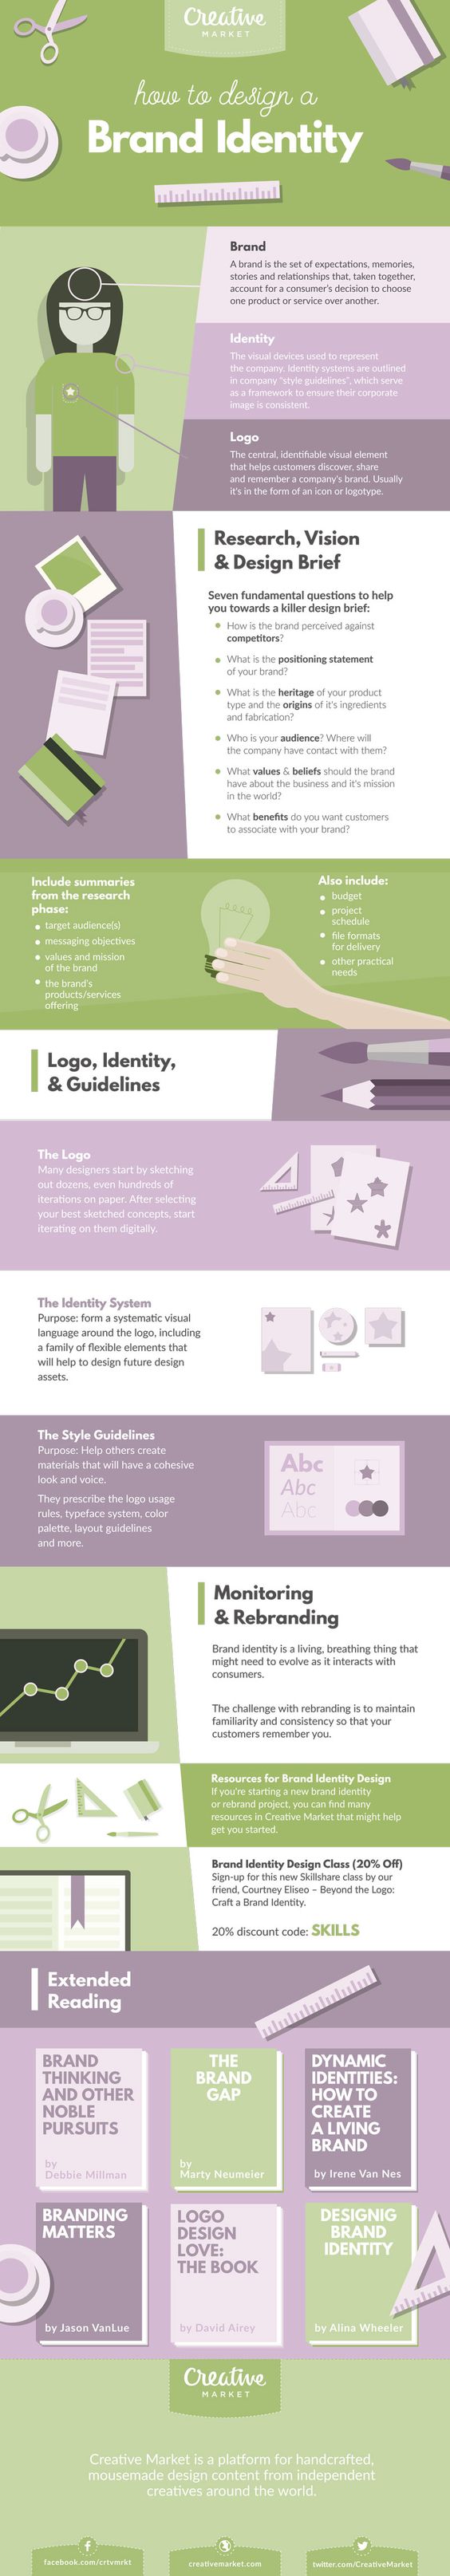 Creative
MARKET
how to design a
Brand Identity
Brand
A brand is the set of expectations, memories,
stories and relationships that, taken together,
account for a consumer's decision to choose
one product or service over another.
Identity
The visual devices used to represent
the company. Identity systems are outlined
in company "style guidelines", which serve
as a framework to ensure their corporate
image is consistent.
Logo
The central, identifiable visual element
that helps customers discover, share
and remember a company's brand. Usually
it's in the form of an icon or logotype.
Research, Vision
& Design Brief
Seven fundamental questions to help
you towards a killer design brief:
How is the brand perceived against
competitors?
What is the positioning statement
of your brand?
What is the heritage of your product
type and the origins of it's ingredients
and fabrication?
Who is your audience? Where will
the company have contact with them?
What values & beliefs should the brand
have about the business and it's mission
in the world?
What benefits do you want customers
to associate with your brand?
Include summaries
from the research
phase:
target audience(s)
messaging objectives
values and mission
of the brand
the brand's
products/services
offering
Also include:
budget
project
schedule
file formats
for delivery
other practical
needs
Logo, Identity,
& Guidelines
The Logo
Many designers start by sketching
out dozens, even hundreds of
iterations on paper. After selecting
your best sketched concepts, start
iterating on them digitally.
The Identity System
Purpose: form a systematic visual
language around the logo, including
a family of flexible elements that
will help to design future design
assets.
The Style Guidelines
Purpose: Help others create
materials that will have a cohesive
look and voice.
They prescribe the logo usage
rules, typeface system, color
palette, layout guidelines
and more.
Abc
Abc
Abc
Monitoring
& Rebranding
Brand identity is a living, breathing thing that
might need to evolve as it interacts with
consumers.
The challenge with rebranding is to maintain
familiarity and consistency so that your
customers remember you.
Resources for Brand Identity Design
If you're starting a new brand identity
or rebrand project, you can find many
resources in Creative Market that might help
get you started.
Brand Identity Design Class (20% Off)
Sign-up for this new Skillshare class by our
friend, Courtney Eliseo – Beyond the Logo:
Craft a Brand Identity.
20% discount code: SKILLS
Extended
Reading
BRAND
THINKING
AND OTHER
NOBLE
PURSUITS
by
Debbie Millman
THE
BRAND
GAP
by
Marty Neumeier
DYNAMIC
IDENTITIES:
HOW TO
CREATE
A LIVING
BRAND
by Irene Van Nes
BRANDING
MATTERS
by Jason VanLue
LOGO
DESIGN
LOVE:
THE BOOK
by David Airey
DESIGNIG
BRAND
IDENTITY
by Alina Wheeler
Creative
MARKET
Creative Market is a platform for handcrafted,
mousemade design content from independent
creatives around the world.
facebook.com/crtvmrkt
creativemarket.com
twitter.com/CreativeMarket